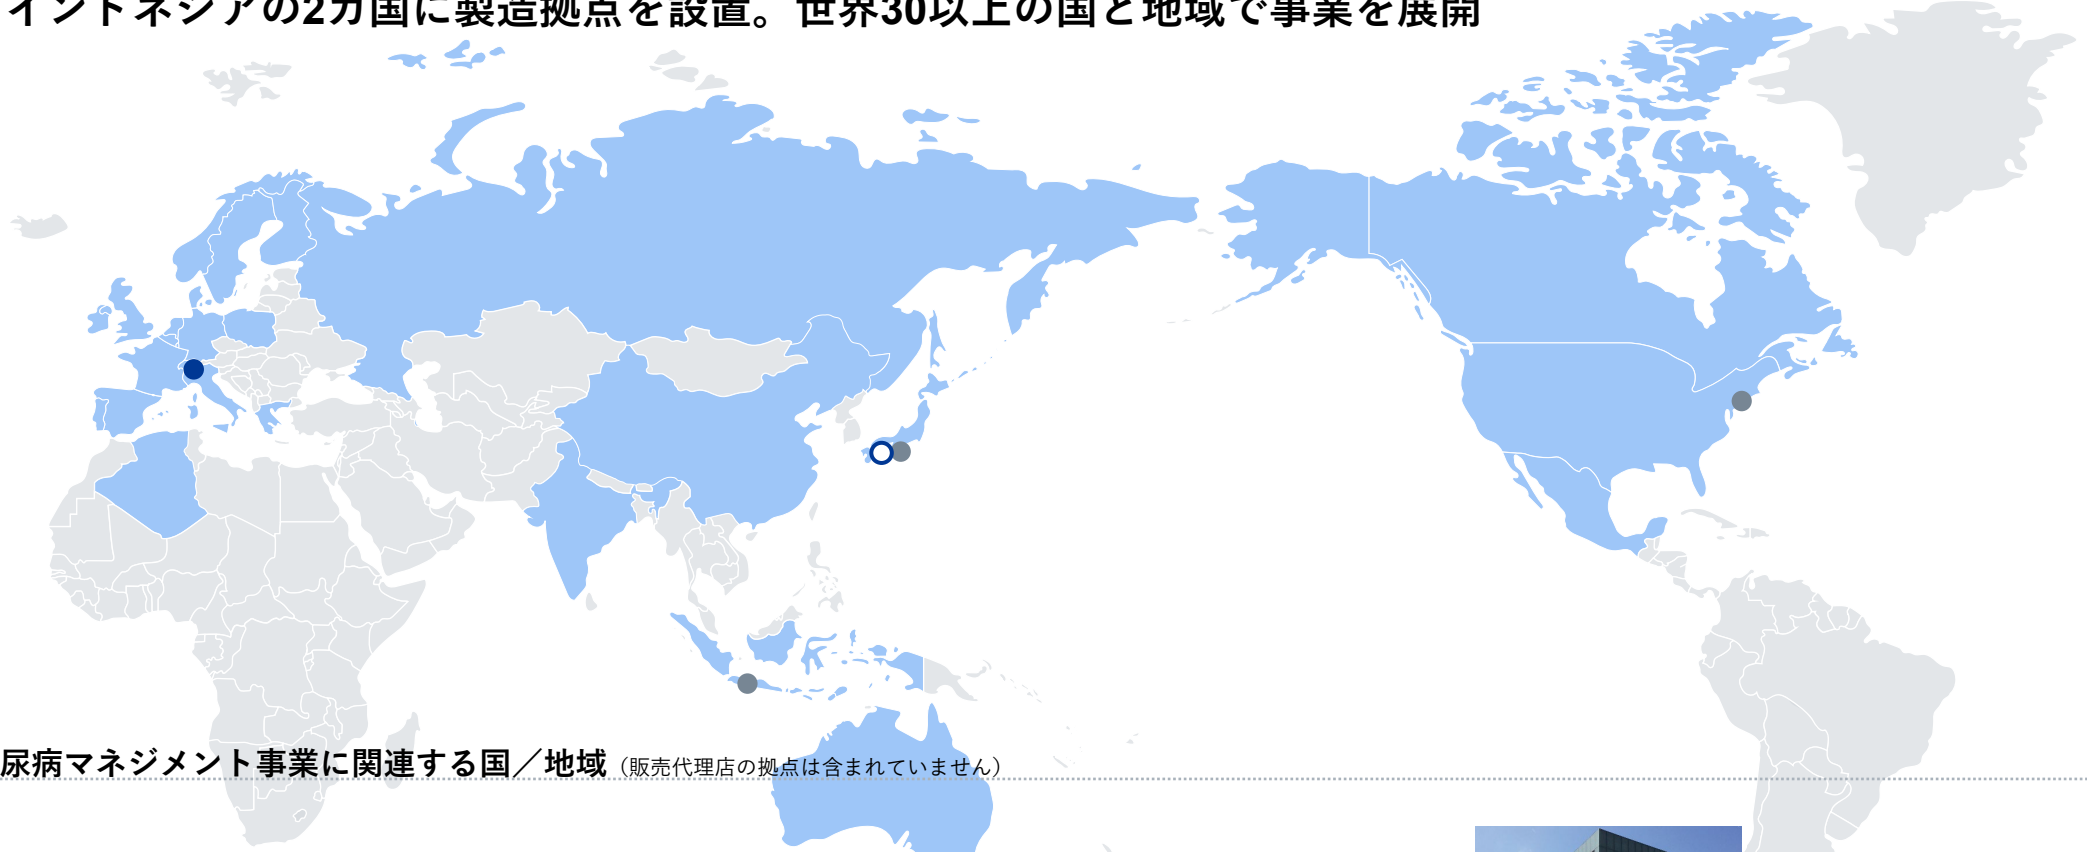 インドネシアの2カ国に製造拠点を設置。世界30以上の国と地域で事業を展開
尿病マネジメント事業に関連する国／地域（販売代理店の拠点は含まれていません）